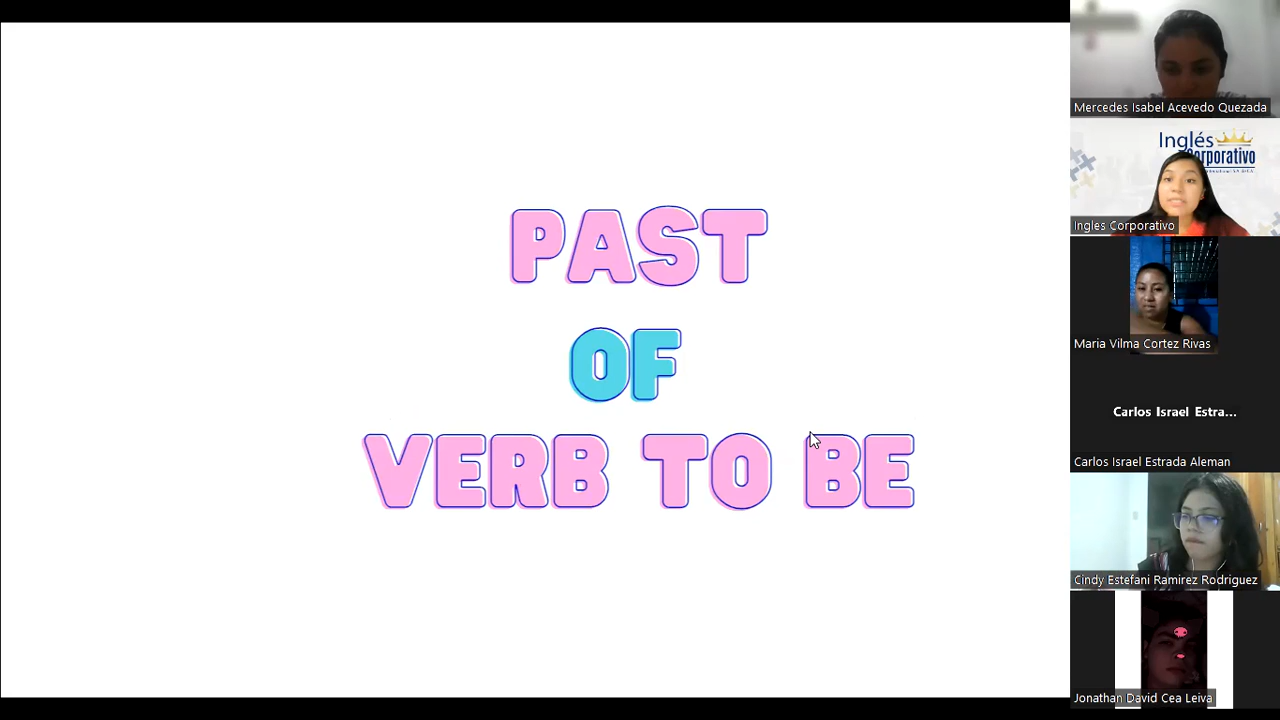 PAST
OF
VERB TO BE
Mercedes Isabel Acevedo Quezada
Inglés
Corporativo
Ingles Corporativo
Maria Vilma Cortez Rivas
Carlos Israel Estra...
Carlos Israel Estrada Aleman
Cindy Estefani Ramirez Rodriguez
Jonathan David Cea Leiva